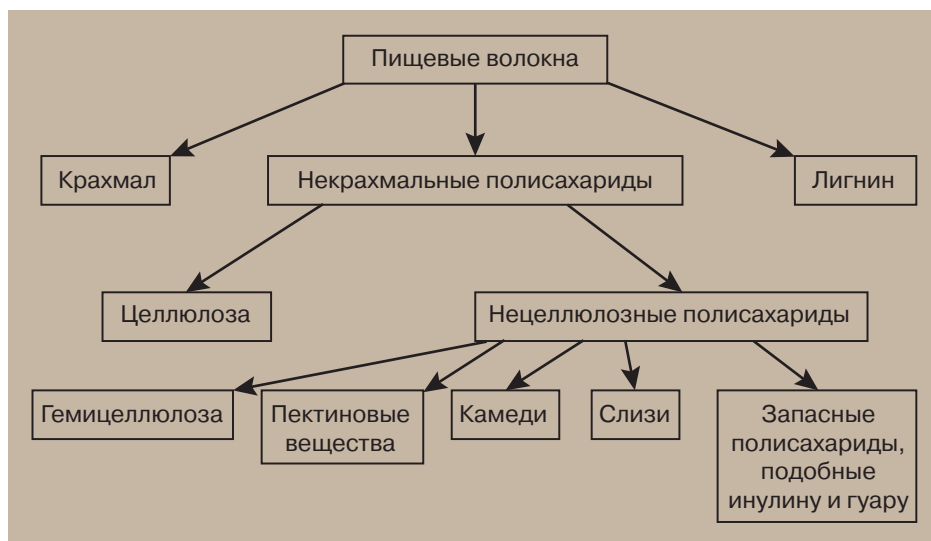 Пищевые волокна
Крахмал
Некрахмальные полисахариды
Лигнин
Целлюлоза
Нецеллюлозные полисахариды
Гемицеллюлоза
Пектиновые
вещества
Камеди
Слизи
Запасные
полисахариды,
подобные
инулину и гуару